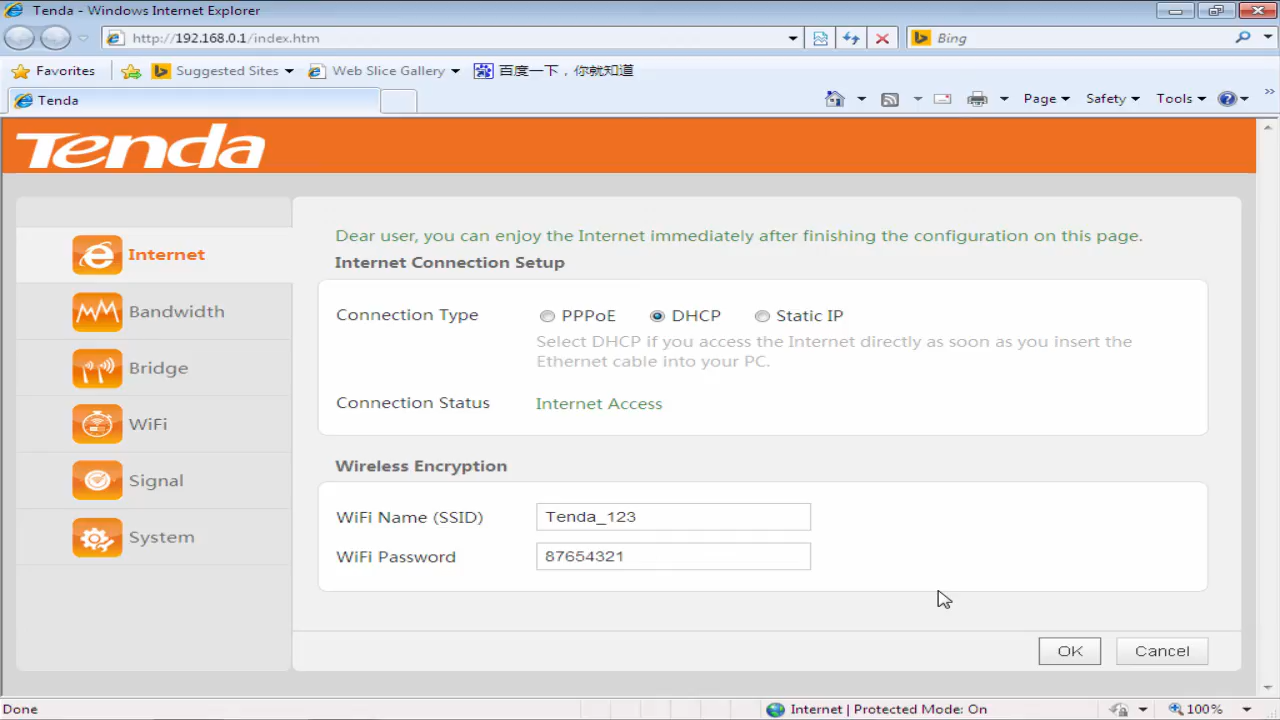 Tenda - Windows Internet Explorer
http://192.168.0.1/index.htm
Bing
Favorites
Suggested Sites
Web Slice Gallery
百度一下，你就知道
Tenda
Page
Safety
Tools
Tenda
Internet
Bandwidth
Bridge
WiFi
Signal
System
Dear user, you can enjoy the Internet immediately after finishing the configuration on this page.
Internet Connection Setup
Connection Type
PPPoE
DHCP
Static IP
Select DHCP if you access the Internet directly as soon as you insert the
Ethernet cable into your PC.
Connection Status
Internet Access
Wireless Encryption
WiFi Name (SSID)
Tenda_123
WiFi Password
87654321
OK
Cancel
Done
Internet | Protected Mode: On
100%